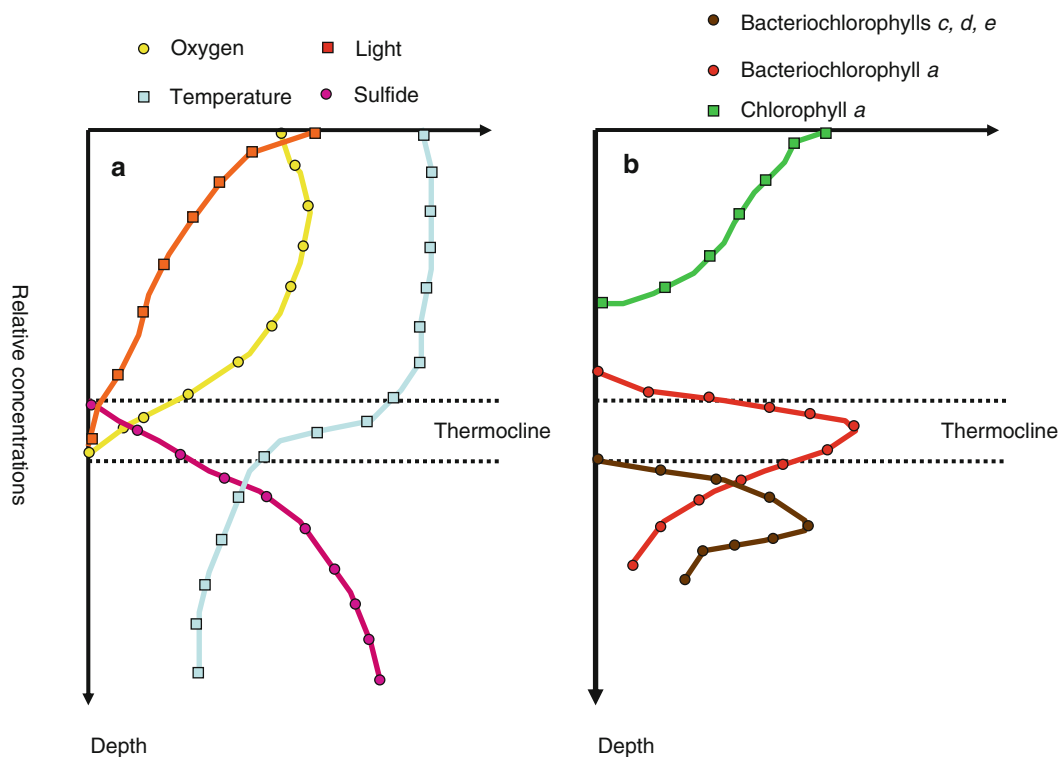 Oxygen
Light
Temperature
Sulfide
a
Relative concentrations
Thermocline
Depth
Bacteriochlorophylls c, d, e
Bacteriochlorophyll a
Chlorophyll a
b
Thermocline
Depth